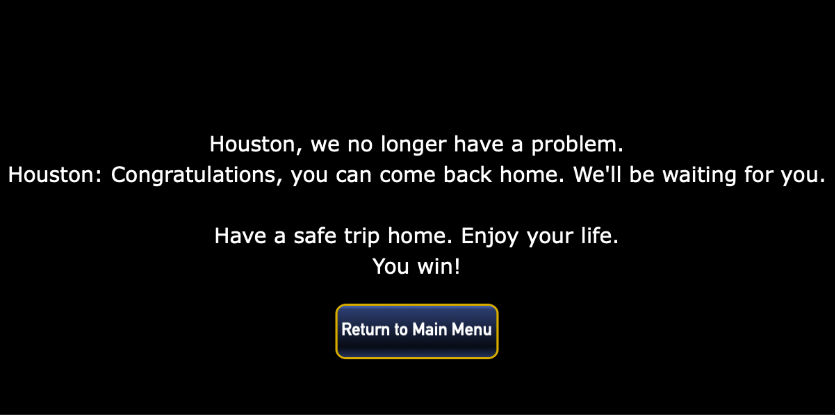 Houston, we no longer have a problem.
Houston: Congratulations, you can come back home. We'll be waiting for you.
Have a safe trip home. Enjoy your life.
You win!
Return to Main Menu